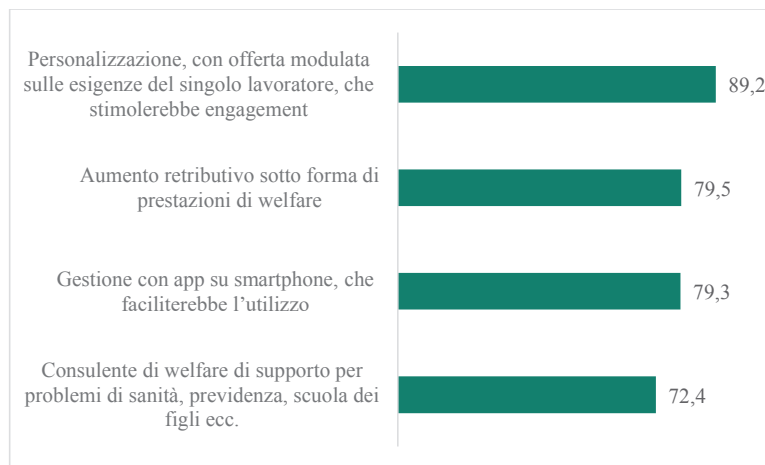 Personalizzazione, con offerta modulata
sulle esigenze del singolo lavoratore, che
stimolerebbe engagement
89,2
Aumento retributivo sotto forma di
prestazioni di welfare
79,5
Gestione con app su smartphone, che
faciliterebbe l’utilizzo
79,3
Consulente di welfare di supporto per
problemi di sanità, previdenza, scuola dei
figli ecc.
72,4